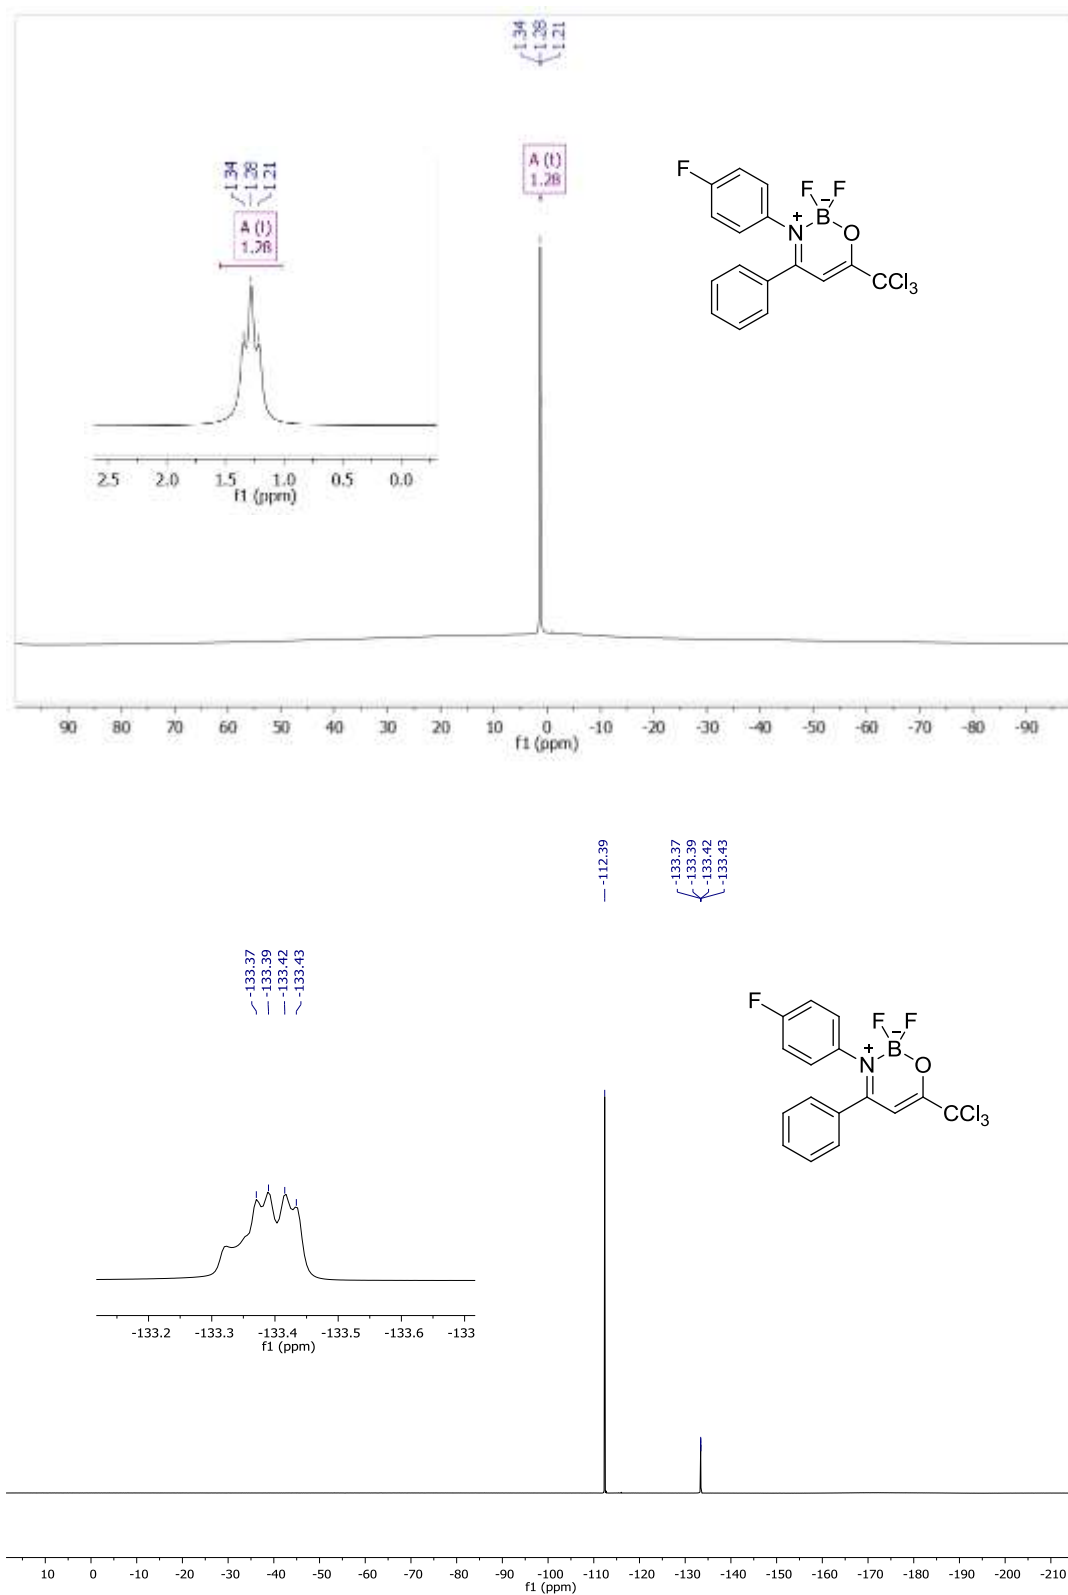 1.34
1.28
1.21
A (t)
1.28
1.34
1.28
1.21
A (t)
1.28
2.5 2.0 1.5 1.0 0.5 0.0
f1 (ppm)
F
F F
+ −
N B O
CCl3
90 80 70 60 50 40 30 20 10 0 -10 -20 -30 -40 -50 -60 -70 -80 -90
f1 (ppm)
-112.39
-133.37
-133.39
-133.42
-133.43
-133.37
-133.39
-133.42
-133.43
F
F F
+ −
N B O
CCl3
-133.2 -133.3 -133.4 -133.5 -133.6 -133
f1 (ppm)
10 0 -10 -20 -30 -40 -50 -60 -70 -80 -90 -100 -110 -120 -130 -140 -150 -160 -170 -180 -190 -200 -210
f1 (ppm)